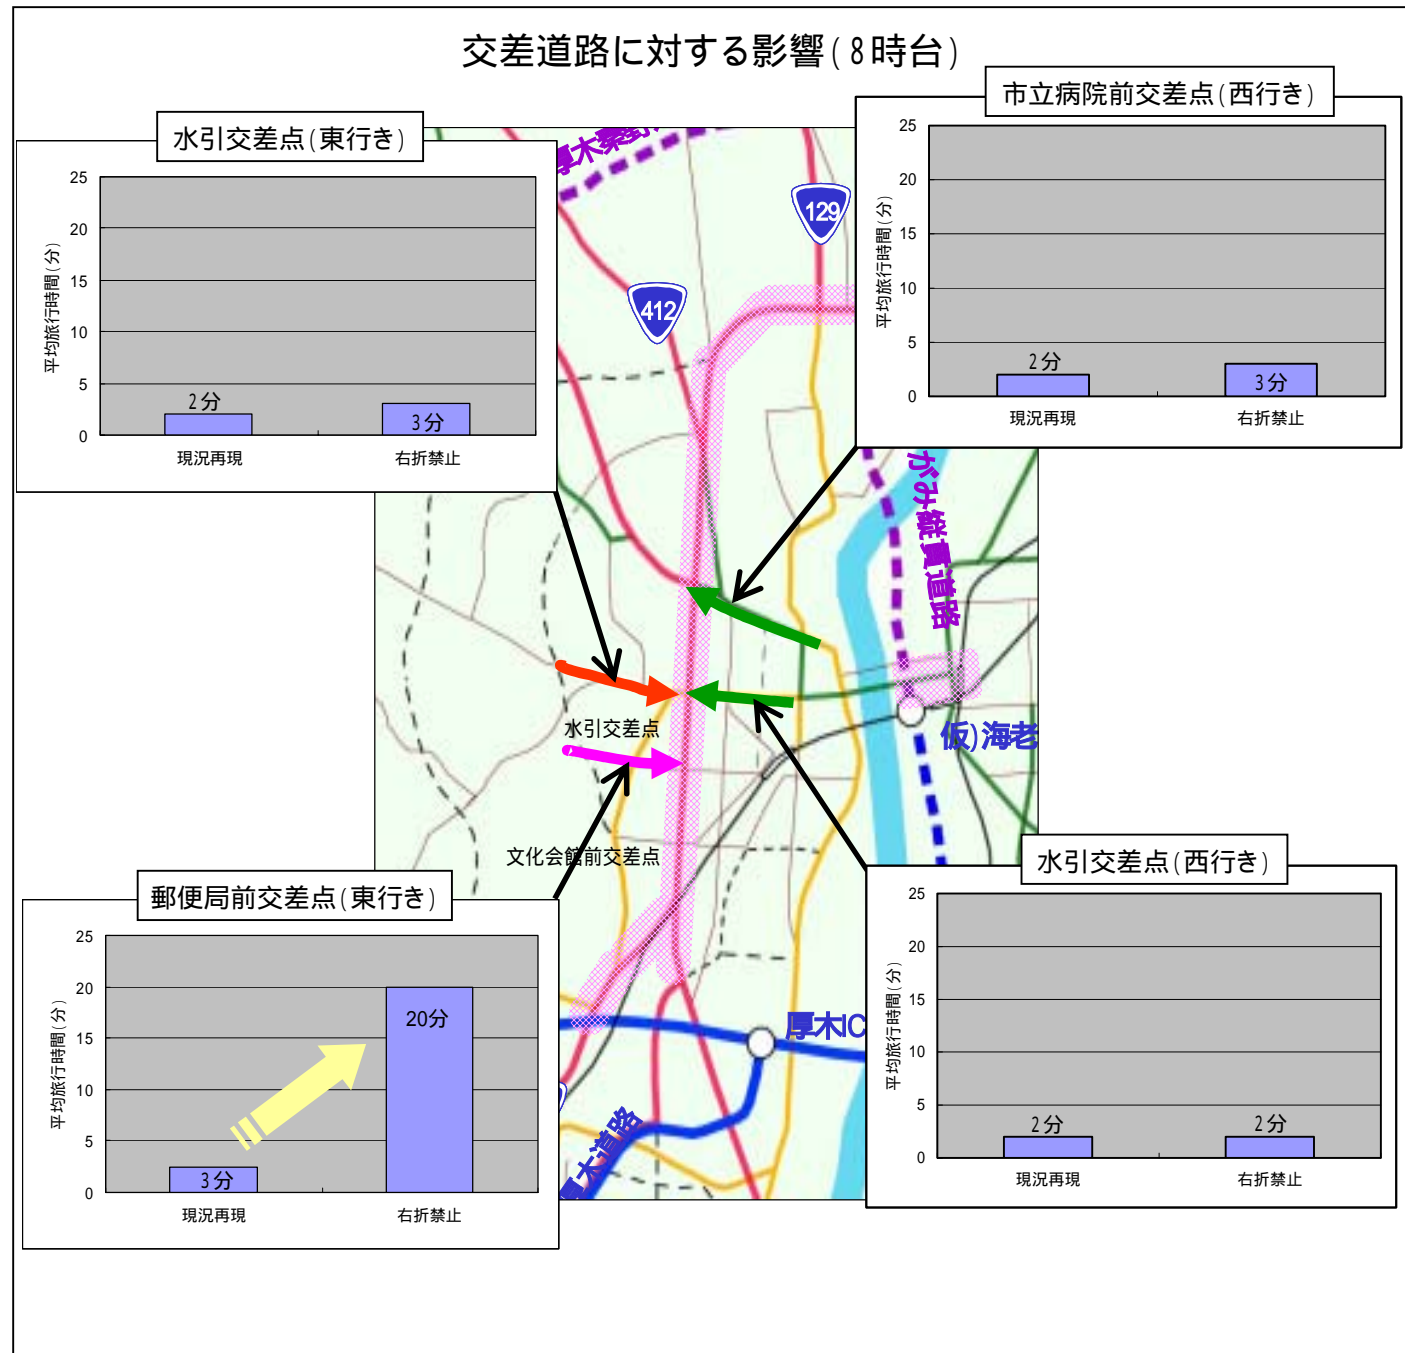 交差道路に対する影響(8時台)
水引交差点(東行き)
平均旅行時間(分)
25
20
15
10
5
0
2分
3分
現況再現
右折禁止
市立病院前交差点(西行き)
平均旅行時間(分)
25
20
15
10
5
0
2分
3分
現況再現
右折禁止
厚木秦野
129
412
がみ縦貫道路
水引交差点
仮)海老
文化会館前交差点
厚木IC
厚木道路
郵便局前交差点(東行き)
平均旅行時間(分)
25
20
15
10
5
0
3分
20分
現況再現
右折禁止
水引交差点(西行き)
平均旅行時間(分)
25
20
15
10
5
0
2分
2分
現況再現
右折禁止